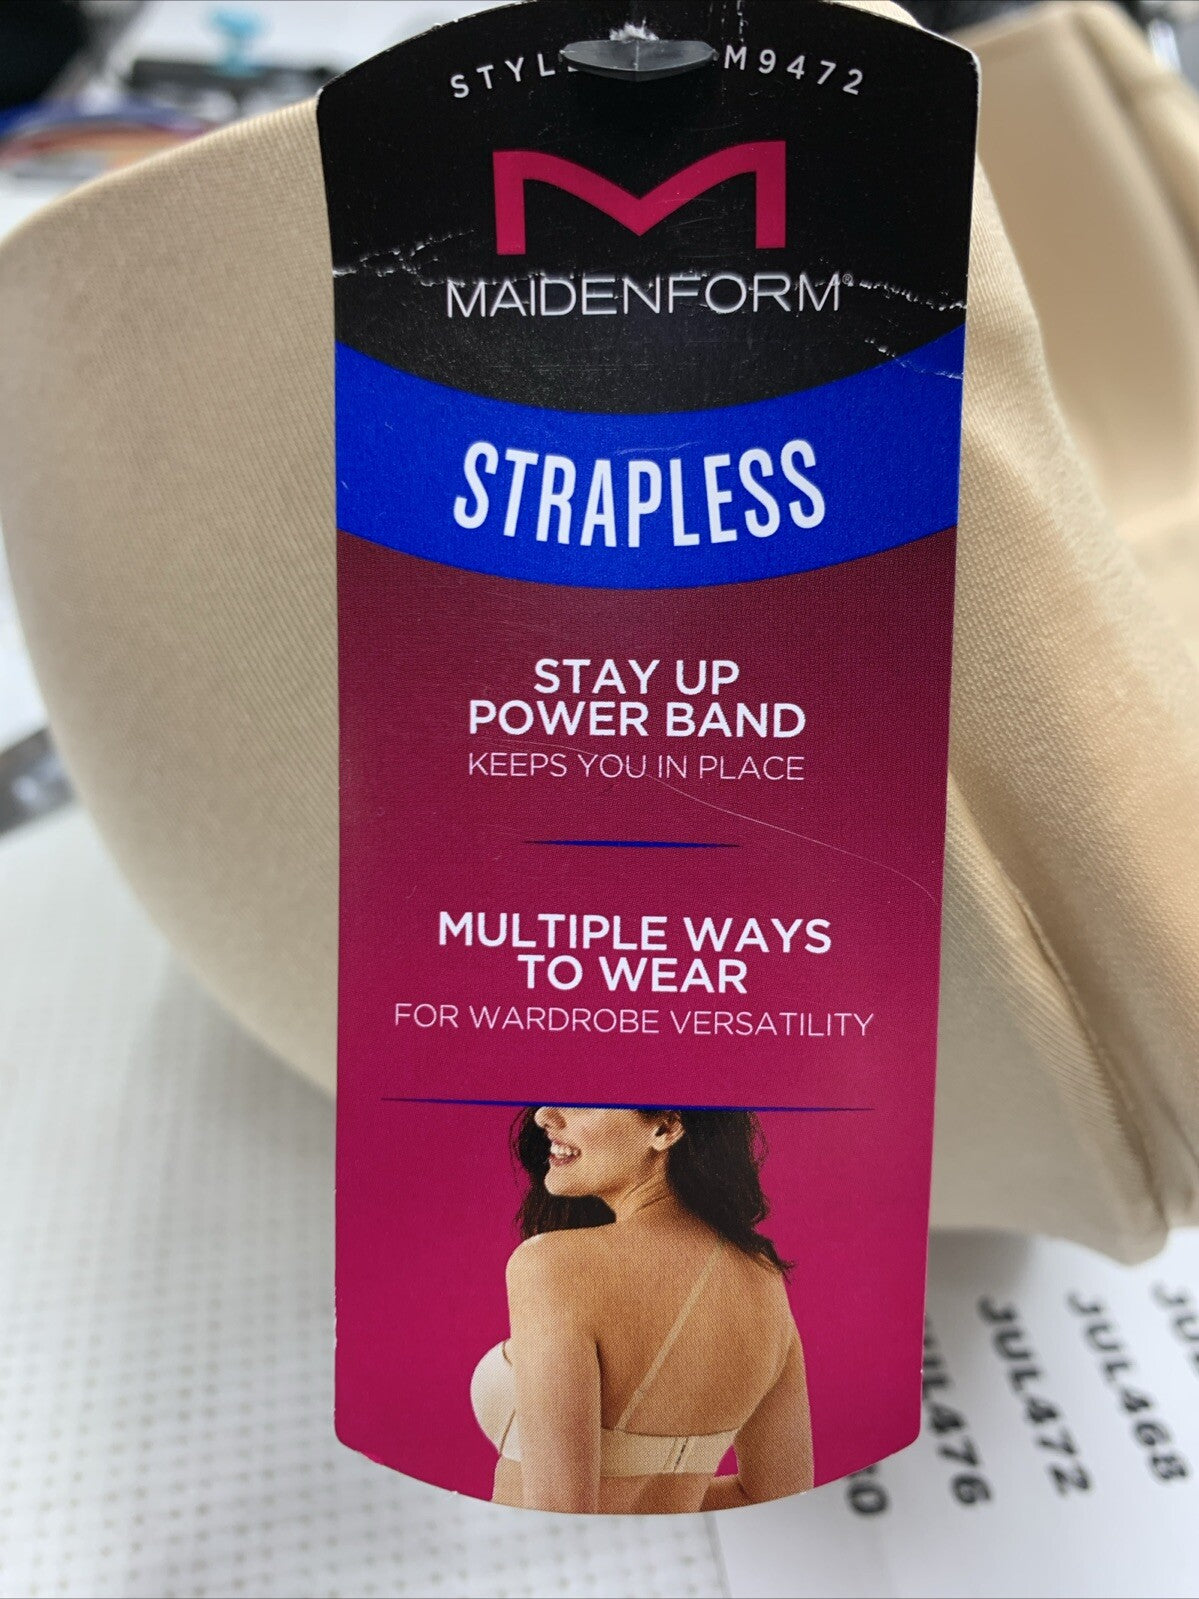 M9472
MAIDENFORM®
STRAPLESS
STAY UP
POWER BAND
KEEPS YOU IN PLACE
MULTIPLE WAYS
TO WEAR
FOR WARDROBE VERSATILITY
JUL476
JUL472
JUL468